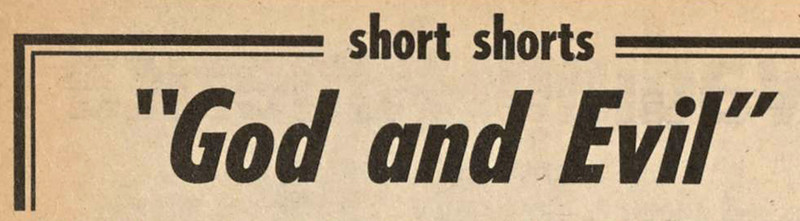 short shorts
"God and Evil"